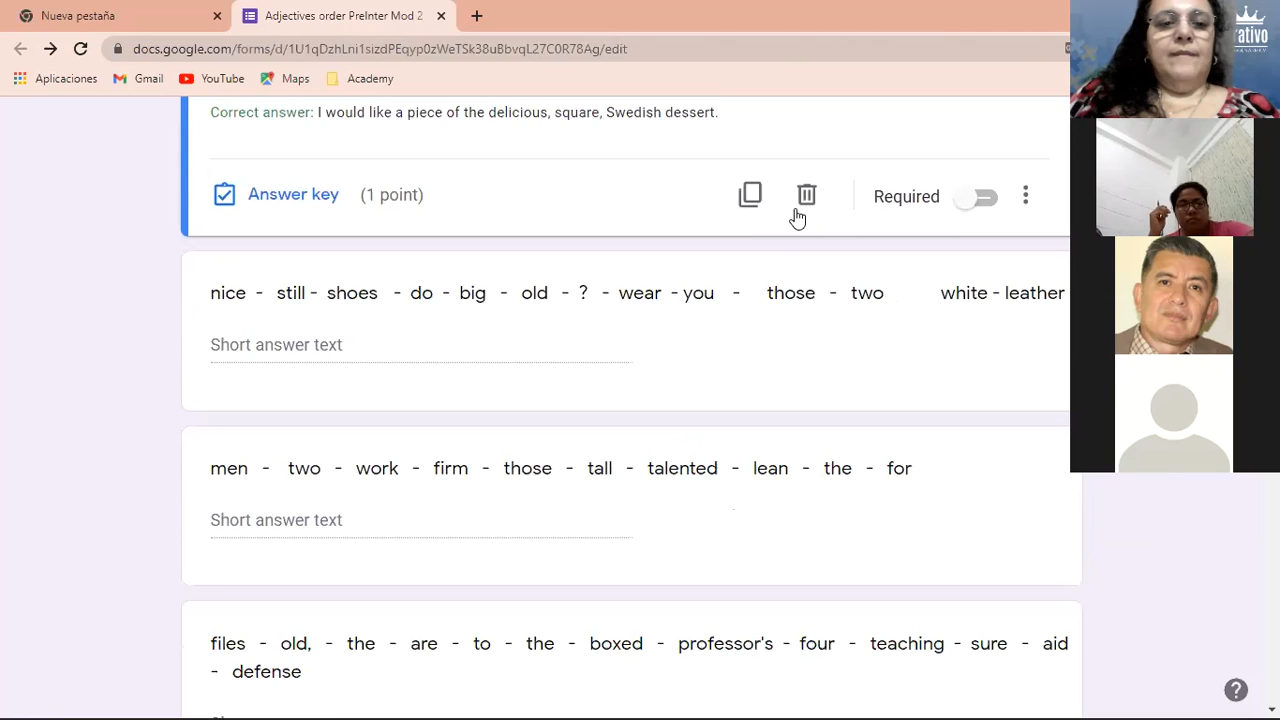 Nueva pestaña
Adjectives order PreInter Mod 2
docs.google.com/forms/d/1U1qDzhLni1sizdPEqyp0zWeTSk38uBbvqL27C0R78Ag/edit
Aplicaciones Gmail YouTube Maps Academy
rativo
Correct answer: I would like a piece of the delicious, square, Swedish dessert.
Answer key (1 point) Required
nice - still - shoes - do - big - old - ? - wear - you - those - two white - leather
Short answer text
men - two - work - firm - those - tall - talented - lean - the - for
Short answer text
files - old, - the - are - to - the - boxed - professor's - four - teaching - sure - aid
- defense